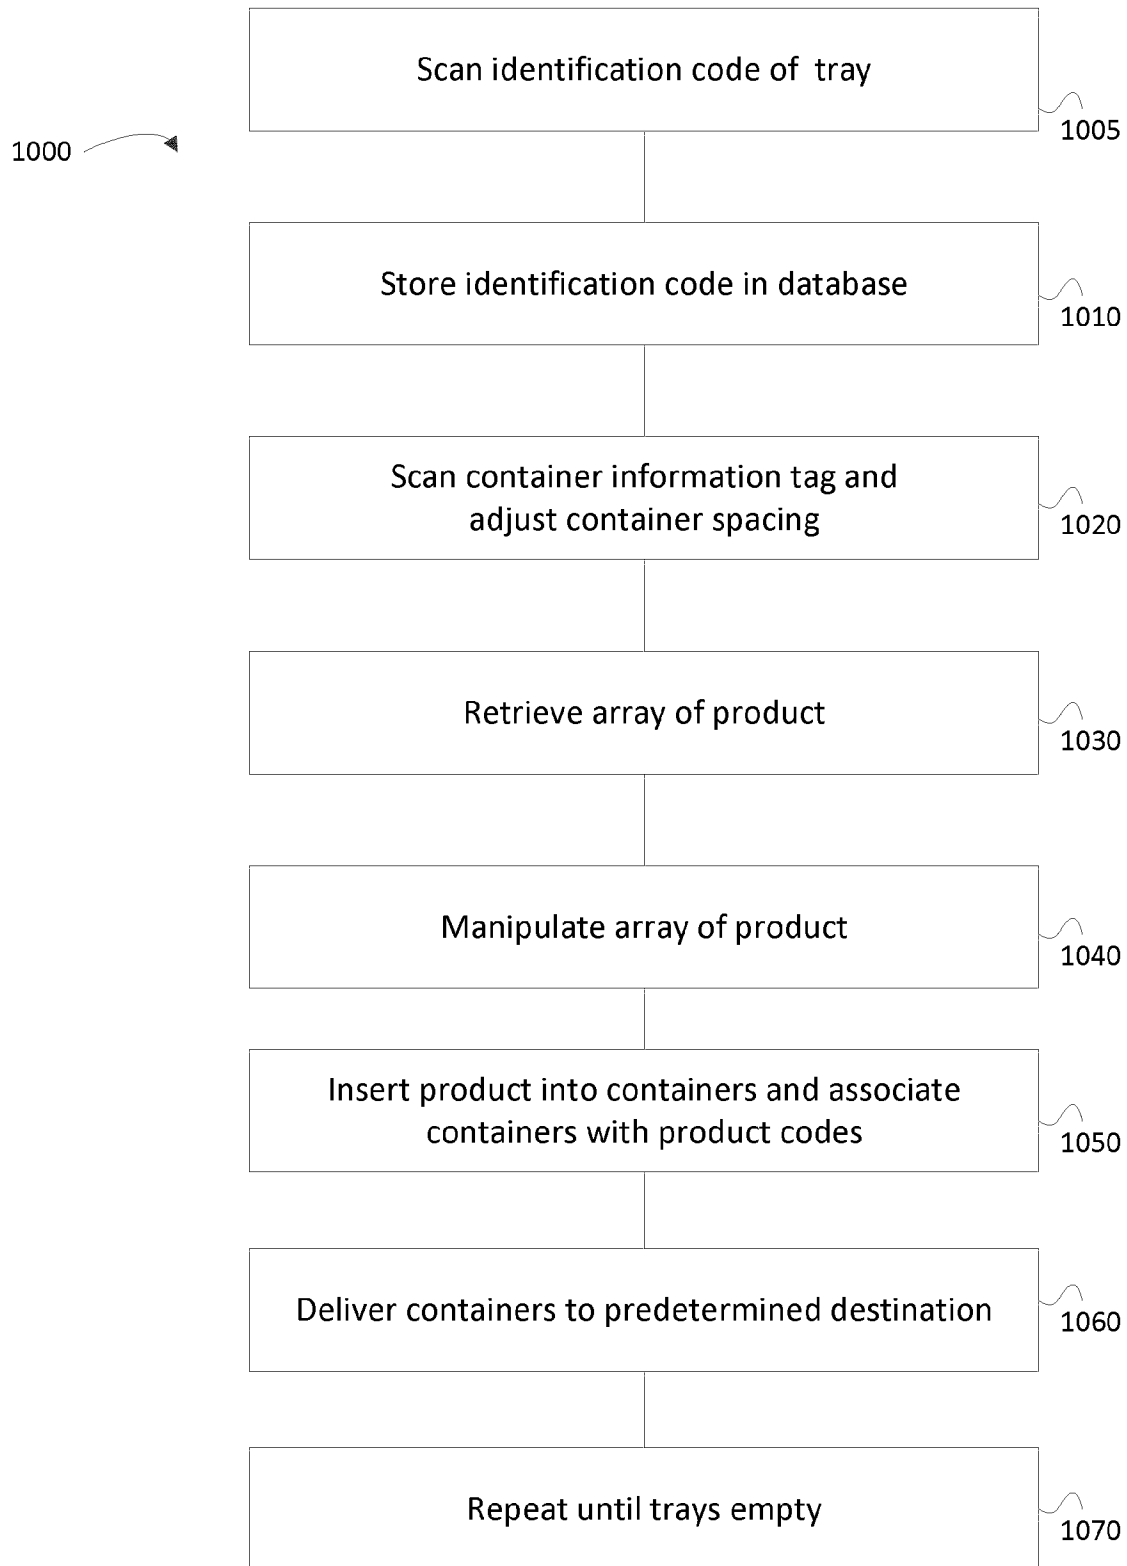 Scan identification code of tray
1005
1000
Store identification code in database
1010
Scan container information tag and
adjust container spacing
1020
Retrieve array of product
1030
Manipulate array of product
1040
Insert product into containers and associate
containers with product codes
1050
Deliver containers to predetermined destination
1060
Repeat until trays empty
1070